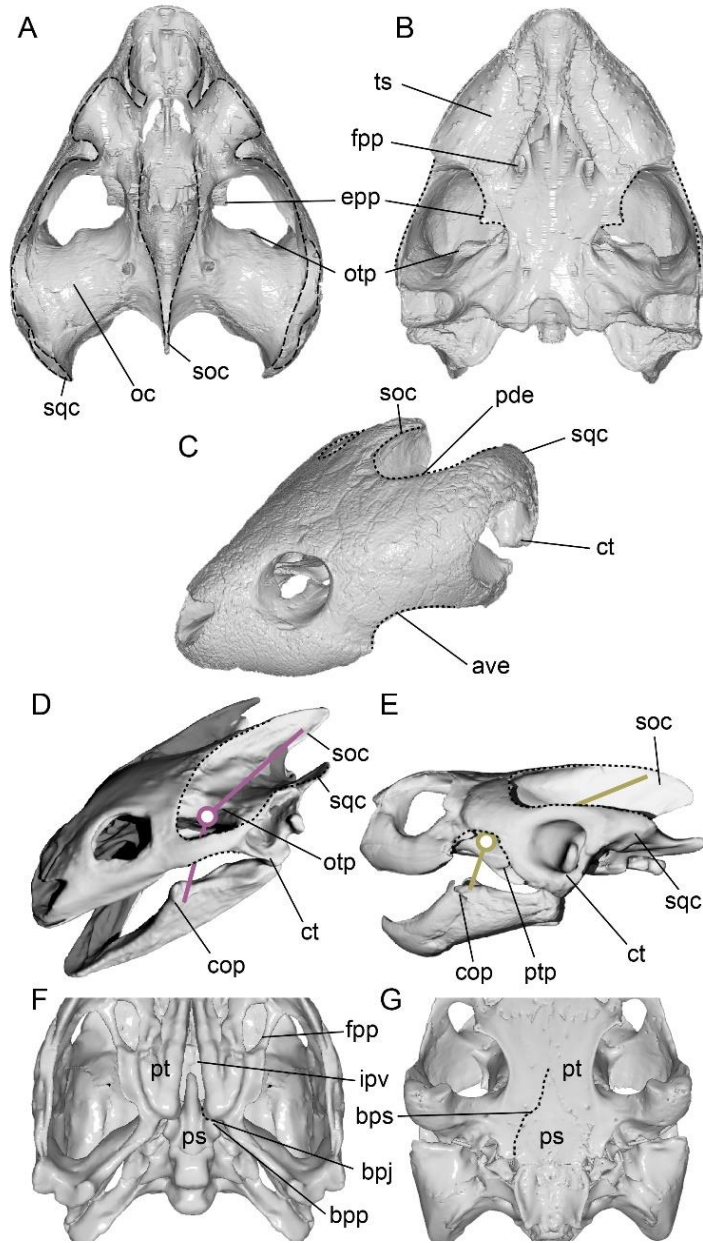 A
B
ts
fpp
epp
otp
soc
oc
sqc
C
soc
pde
sqc
ct
ave
D
soc
sqc
otp
ct
cop
E
soc
sqc
ct
ptp
cop
F
fpp
pt
ipv
ps
bpj
bpp
G
pt
bps
ps